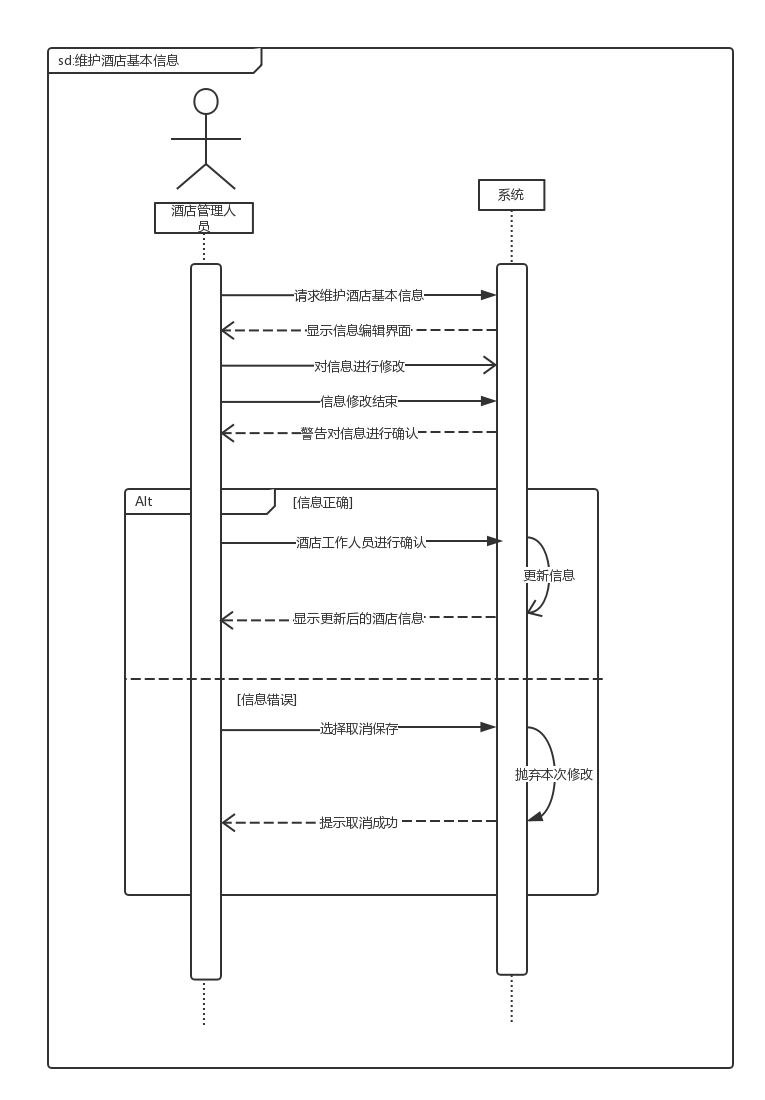 sd:维护酒店基本信息
酒店管理人
员
系统
请求维护酒店基本信息
显示信息编辑界面
对信息进行修改
信息修改结束
警告对信息进行确认
Alt
[信息正确]
酒店工作人员进行确认
更新信息
显示更新后的酒店信息
[信息错误]
选择取消保存
抛弃本次修改
提示取消成功